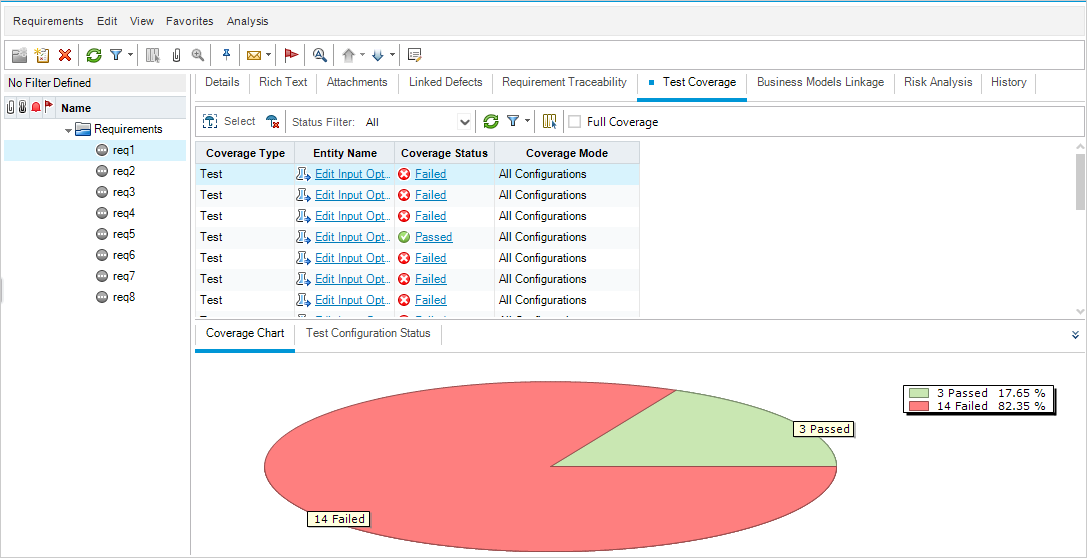 Requirements Edit View Favorites Analysis
No Filter Defined
Name
Requirements
req1
req2
req3
req4
req5
req6
req7
req8
Details Rich Text Attachments Linked Defects Requirement Traceability Test Coverage Business Models Linkage Risk Analysis History
Select Status Filter: All Full Coverage
Coverage Type Entity Name Coverage Status Coverage Mode
Test Edit Input Opt... Failed All Configurations
Test Edit Input Opt... Failed All Configurations
Test Edit Input Opt... Failed All Configurations
Test Edit Input Opt... Passed All Configurations
Test Edit Input Opt... Failed All Configurations
Test Edit Input Opt... Failed All Configurations
Test Edit Input Opt... Failed All Configurations
Coverage Chart Test Configuration Status
3 Passed 17.65 %
14 Failed 82.35 %
3 Passed
14 Failed